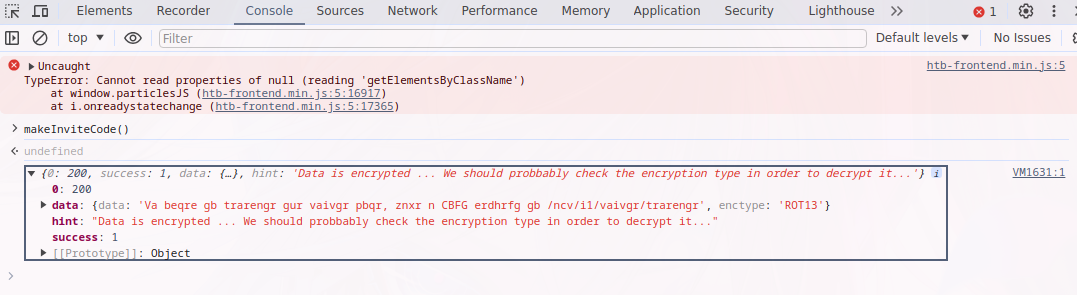 Elements Recorder Console Sources Network Performance Memory Application Security Lighthouse 1
top Filter Default levels No Issues
Uncaught htb-frontend.min.js:5
TypeError: Cannot read properties of null (reading 'getElementsByClassName')
at window.particlesJS (htb-frontend.min.js:5:16917)
at i.onreadystatechange (htb-frontend.min.js:5:17365)
> makeInviteCode()
undefined
{0: 200, success: 1, data: {…}, hint: 'Data is encrypted ... We should probbably check the encryption type in order to decrypt it...'} i VM1631:1
0: 200
data: {data: 'Va beqre gb trarengr gur vaivgr pbqr, znxr n CBFG erdhrfg gb /ncv/i1/vaivgr/trarengr', enctype: 'ROT13'}
hint: "Data is encrypted ... We should probbably check the encryption type in order to decrypt it..."
success: 1
[[Prototype]]: Object
>